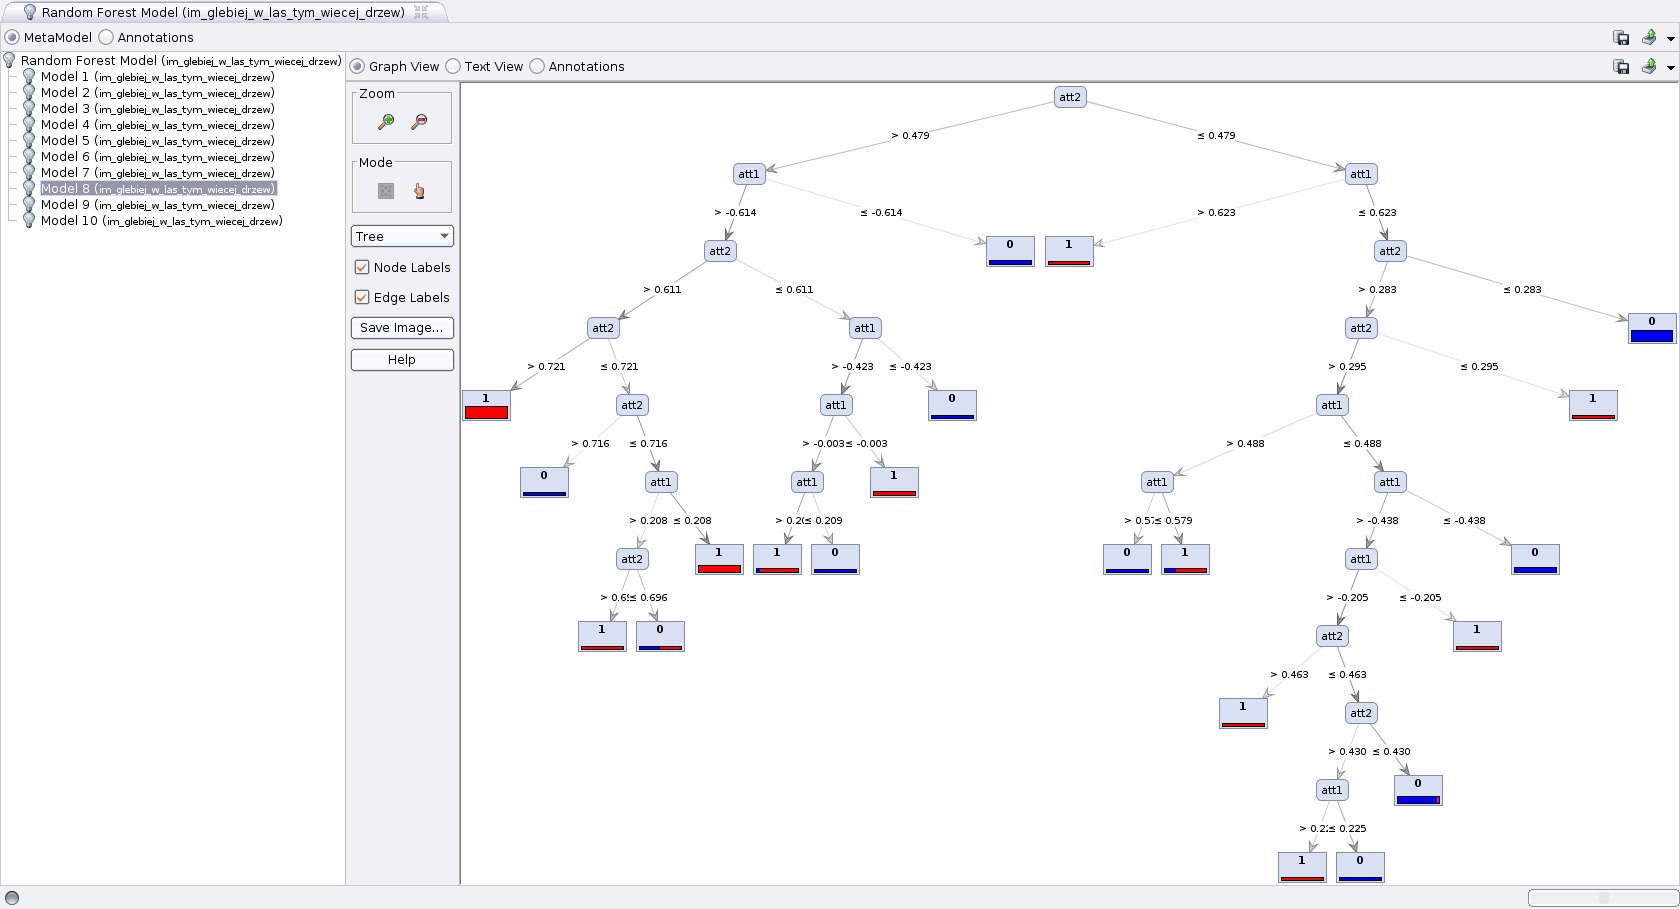 Random Forest Model (im_glebiej_w_las_tym_wiecej_drzew)
MetaModel Annotations
Random Forest Model (im_glebiej_w_las_tym_wiecej_drzew)
Model 1 (im_glebiej_w_las_tym_wiecej_drzew)
Model 2 (im_glebiej_w_las_tym_wiecej_drzew)
Model 3 (im_glebiej_w_las_tym_wiecej_drzew)
Model 4 (im_glebiej_w_las_tym_wiecej_drzew)
Model 5 (im_glebiej_w_las_tym_wiecej_drzew)
Model 6 (im_glebiej_w_las_tym_wiecej_drzew)
Model 7 (im_glebiej_w_las_tym_wiecej_drzew)
Model 8 (im_glebiej_w_las_tym_wiecej_drzew)
Model 9 (im_glebiej_w_las_tym_wiecej_drzew)
Model 10 (im_glebiej_w_las_tym_wiecej_drzew)
Graph View Text View Annotations
Zoom
Mode
Tree
Node Labels
Edge Labels
Save Image...
Help
att2
> 0.479 ≤ 0.479
att1 att1
> -0.614 ≤ -0.614 > 0.623 ≤ 0.623
att2 0 1 att2
> 0.611 ≤ 0.611 > 0.283 ≤ 0.283
att2 att1 att2 0
> 0.721 ≤ 0.721 > -0.423 ≤ -0.423 > 0.295 ≤ 0.295
1 att2 att1 0 att1 1
> 0.716 ≤ 0.716 > -0.003 ≤ -0.003 > 0.488 ≤ 0.488
0 att1 att1 1 att1 att1
> 0.208 ≤ 0.208 > 0.20 ≤ 0.209 > 0.57 ≤ 0.579 > -0.438 ≤ -0.438
att2 1 1 0 0 1 att1 0
> 0.69 ≤ 0.696 > -0.205 ≤ -0.205
1 0 att2 1
> 0.463 ≤ 0.463
1 att2
> 0.430 ≤ 0.430
att1 0
> 0.22 ≤ 0.225
1 0